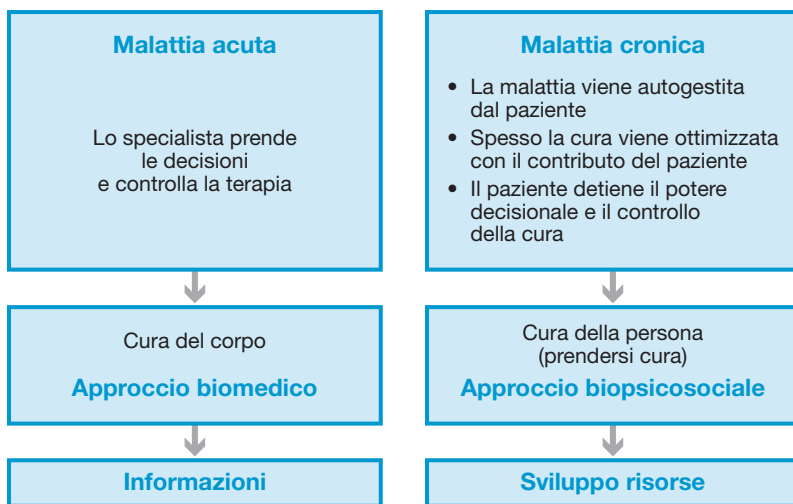 Malattia acuta
Lo specialista prende
le decisioni
e controlla la terapia
Malattia cronica
• La malattia viene autogestita
dal paziente
• Spesso la cura viene ottimizzata
con il contributo del paziente
• Il paziente detiene il potere
decisionale e il controllo
della cura
Cura del corpo
Approccio biomedico
Cura della persona
(prendersi cura)
Approccio biopsicosociale
Informazioni
Sviluppo risorse